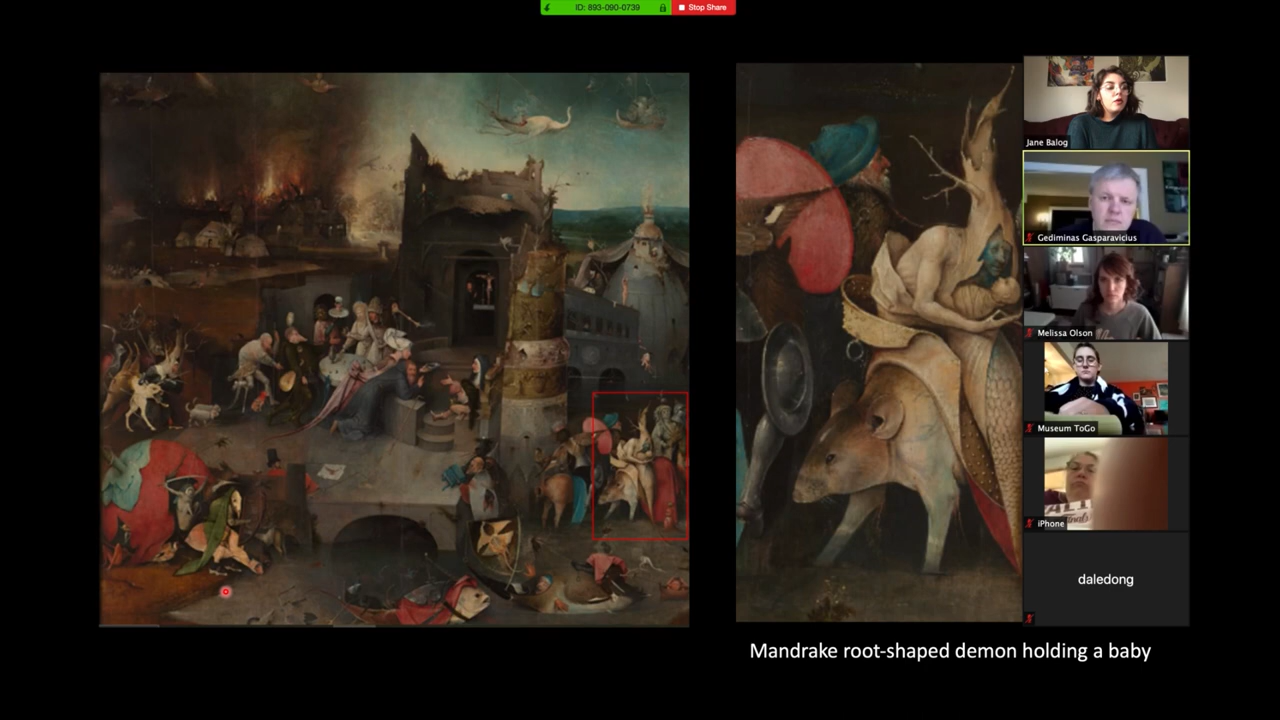 ID: 893-090-0739
Stop Share
Jane Balog
Gediminas Gasparavicius
Melissa Olson
Museum ToGo
iPhone
daledong
Mandrake root-shaped demon holding a baby